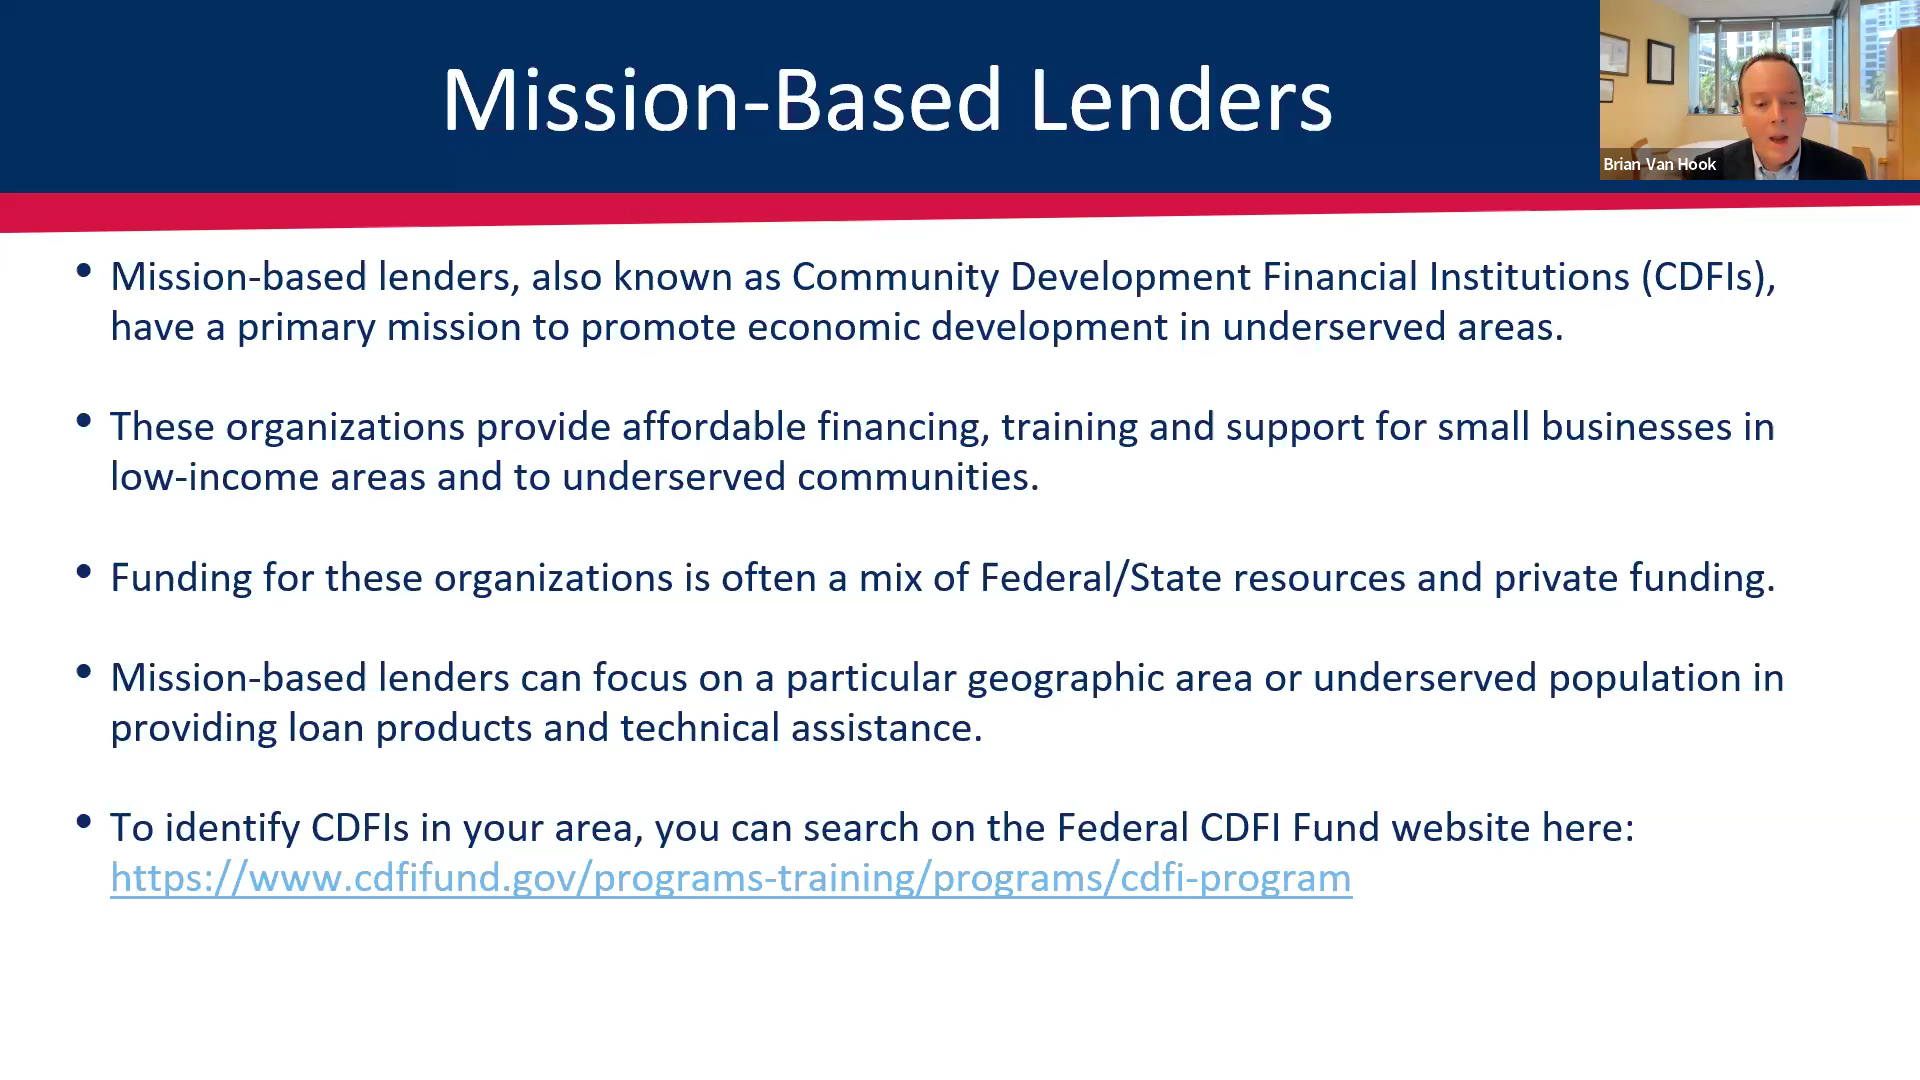 Mission-Based Lenders
Brian Van Hook
• Mission-based lenders, also known as Community Development Financial Institutions (CDFIs),
have a primary mission to promote economic development in underserved areas.
• These organizations provide affordable financing, training and support for small businesses in
low-income areas and to underserved communities.
• Funding for these organizations is often a mix of Federal/State resources and private funding.
• Mission-based lenders can focus on a particular geographic area or underserved population in
providing loan products and technical assistance.
• To identify CDFIs in your area, you can search on the Federal CDFI Fund website here:
https://www.cdfifund.gov/programs-training/programs/cdfi-program